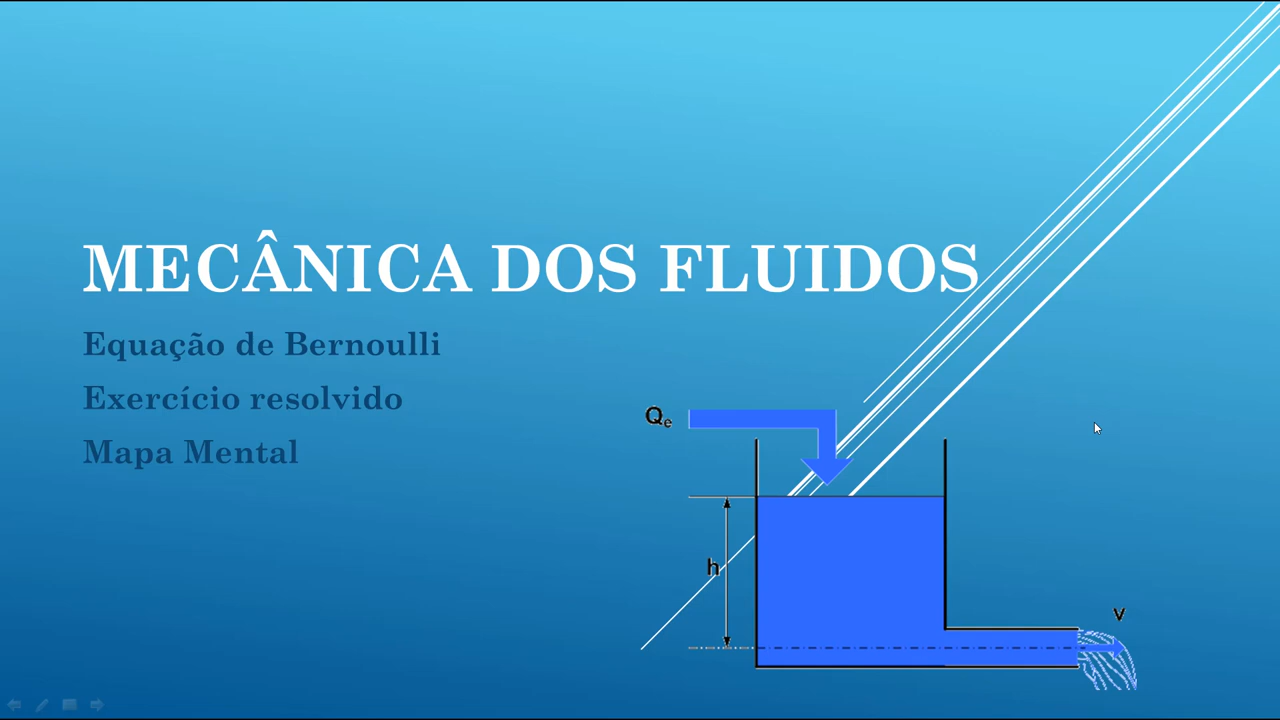 MECÂNICA DOS FLUIDOS
Equação de Bernoulli
Exercício resolvido
Mapa Mental
Qe
h
v